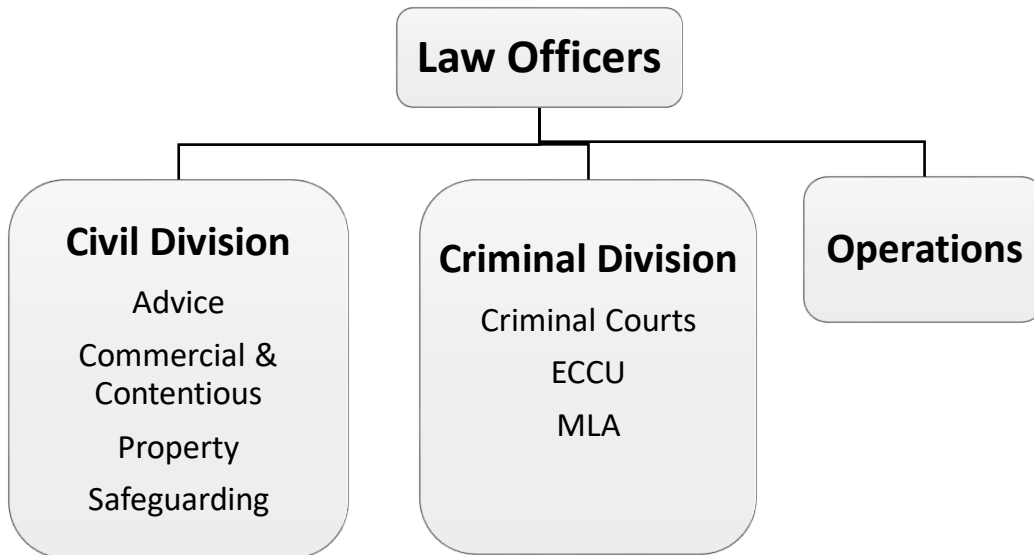 Law Officers
Civil Division
Advice
Commercial &
Contentious
Property
Safeguarding
Criminal Division
Criminal Courts
ECCU
MLA
Operations